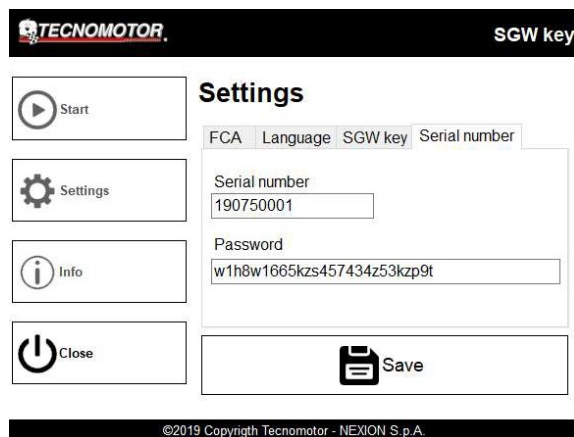 TECNOMOTOR.
SGW key
Start
Settings
Info
Close
Settings
FCA Language SGW key Serial number
Serial number
190750001
Password
w1h8w1665kzs457434z53kzp9t
Save
©2019 Copyrigth Tecnomotor - NEXION S.p.A.